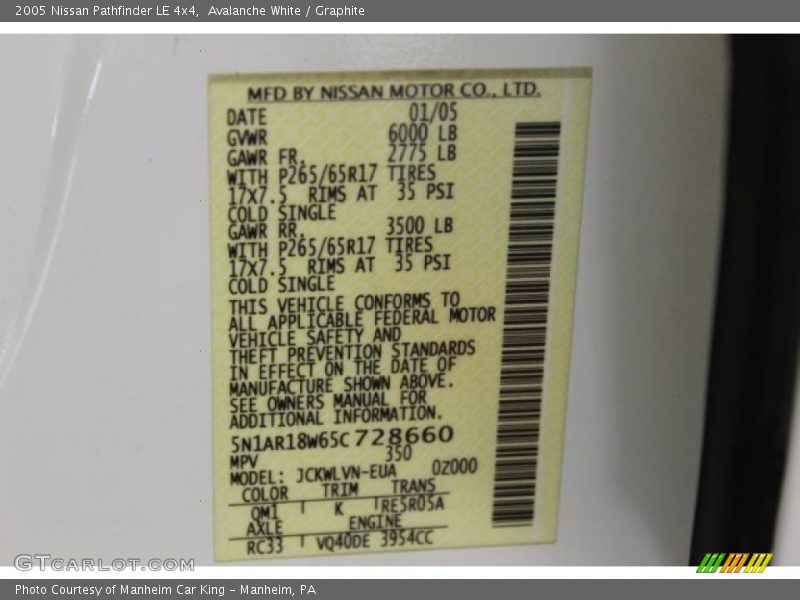 2005 Nissan Pathfinder LE 4x4, Avalanche White / Graphite
MFD BY NISSAN MOTOR CO., LTD.
DATE 01/05
GVWR 6000 LB
GAWR FR. 2775 LB
WITH P265/65R17 TIRES
17X7.5 RIMS AT 35 PSI
COLD SINGLE
GAWR RR. 3500 LB
WITH P265/65R17 TIRES
17X7.5 RIMS AT 35 PSI
COLD SINGLE
THIS VEHICLE CONFORMS TO
ALL APPLICABLE FEDERAL MOTOR
VEHICLE SAFETY AND
THEFT PREVENTION STANDARDS
IN EFFECT ON THE DATE OF
MANUFACTURE SHOWN ABOVE.
SEE OWNERS MANUAL FOR
ADDITIONAL INFORMATION.
5N1AR18W65C728660
MPV 350
MODEL: JCKWLVN-EUA 0Z000
COLOR TRIM TRANS
QM1 K RE5R05A
AXLE ENGINE
RC33 VQ40DE 3954CC
GTCARLOT.COM
Photo Courtesy of Manheim Car King - Manheim, PA